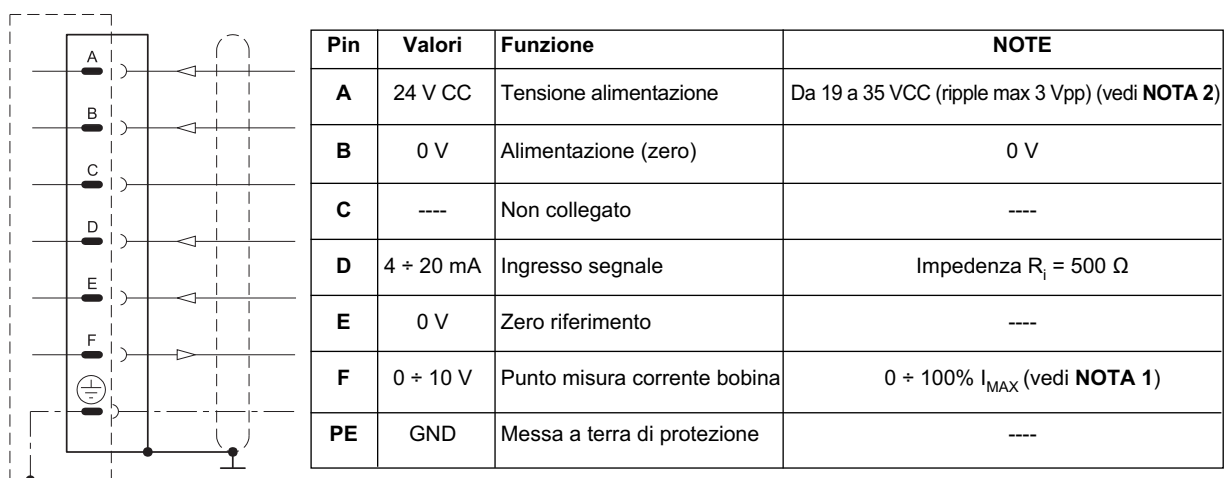 A
B
C
D
E
F
Pin Valori Funzione NOTE
A 24 V CC Tensione alimentazione Da 19 a 35 VCC (ripple max 3 Vpp) (vedi NOTA 2)
B 0 V Alimentazione (zero) 0 V
C ---- Non collegato ----
D 4 ÷ 20 mA Ingresso segnale Impedenza Ri = 500 Ω
E 0 V Zero riferimento ----
F 0 ÷ 10 V Punto misura corrente bobina 0 ÷ 100% IMAX (vedi NOTA 1)
PE GND Messa a terra di protezione ----